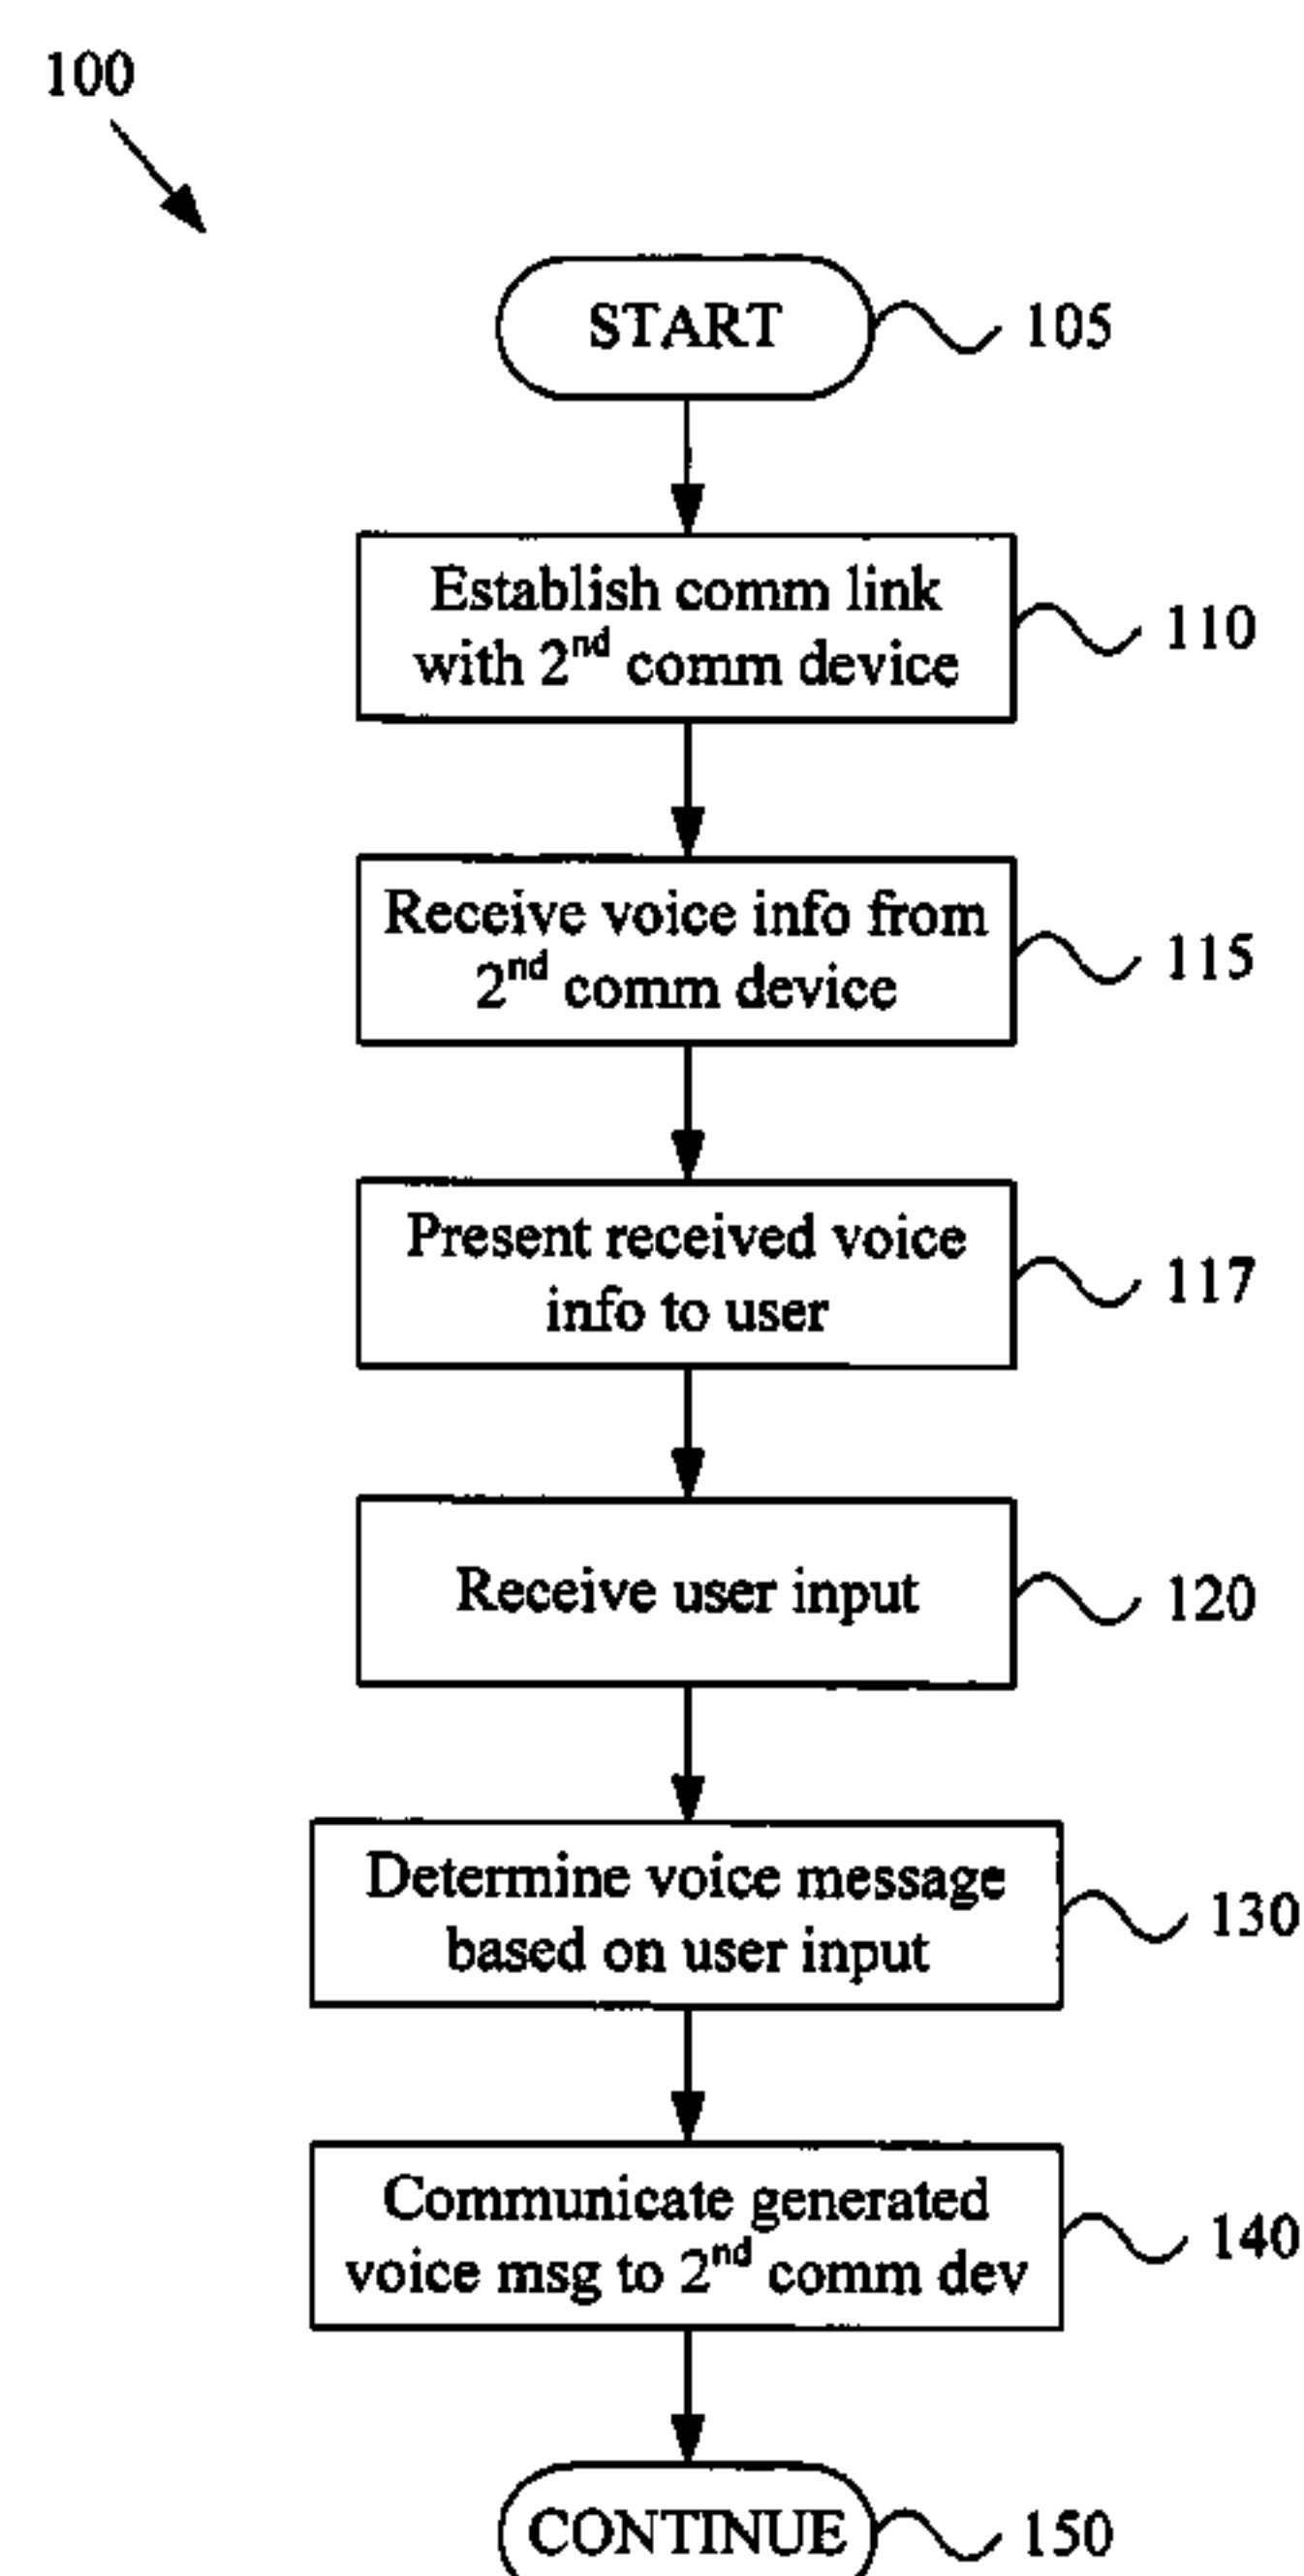 100
START
105
Establish comm link
with 2nd comm device
110
Receive voice info from
2nd comm device
115
Present received voice
info to user
117
Receive user input
120
Determine voice message
based on user input
130
Communicate generated
voice msg to 2nd comm dev
140
CONTINUE
150